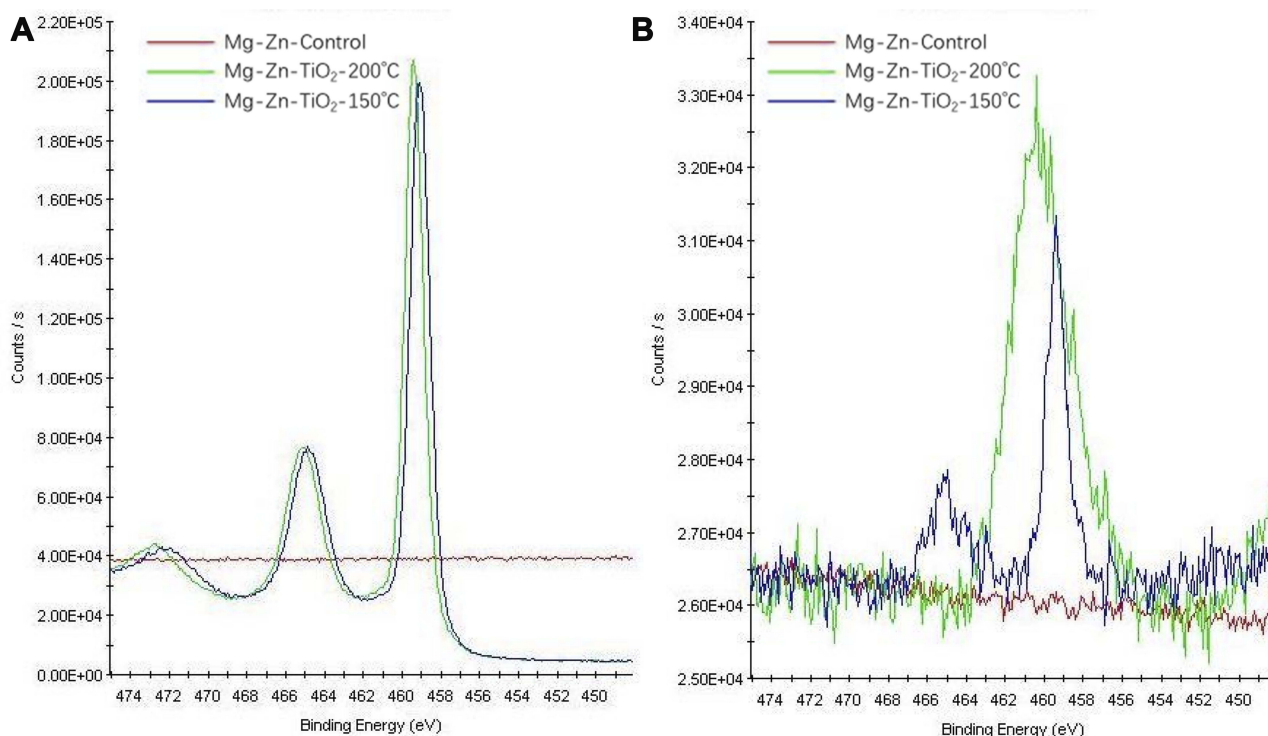 A
2.20E+05
2.00E+05
1.80E+05
1.60E+05
1.40E+05
1.20E+05
1.00E+05
8.00E+04
6.00E+04
4.00E+04
2.00E+04
0.00E+00
Counts / s
Mg-Zn-Control
Mg-Zn-TiO₂-200°C
Mg-Zn-TiO₂-150°C
474 472 470 468 466 464 462 460 458 456 454 452 450
Binding Energy (eV)
B
3.40E+04
3.30E+04
3.20E+04
3.10E+04
3.00E+04
2.90E+04
2.80E+04
2.70E+04
2.60E+04
2.50E+04
Counts / s
Mg-Zn-Control
Mg-Zn-TiO₂-200°C
Mg-Zn-TiO₂-150°C
474 472 470 468 466 464 462 460 458 456 454 452 450
Binding Energy (eV)